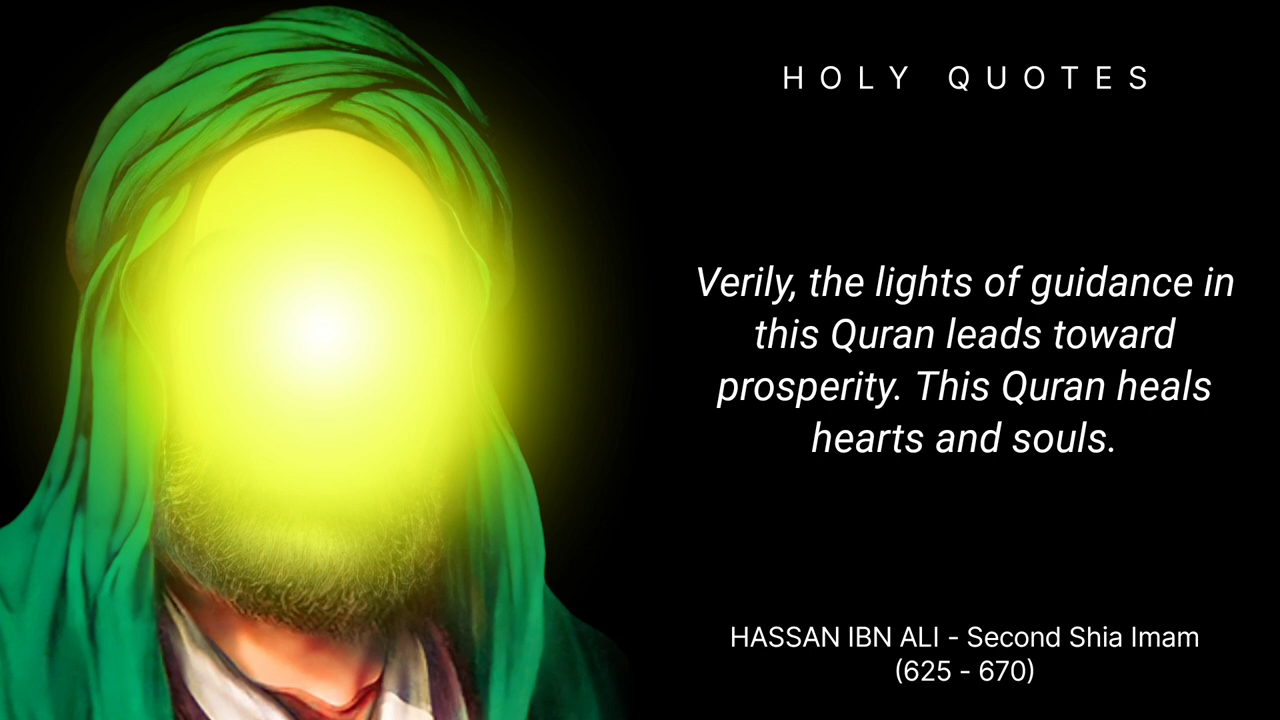 HOLY QUOTES
Verily, the lights of guidance in
this Quran leads toward
prosperity. This Quran heals
hearts and souls.
HASSAN IBN ALI - Second Shia Imam
(625 - 670)